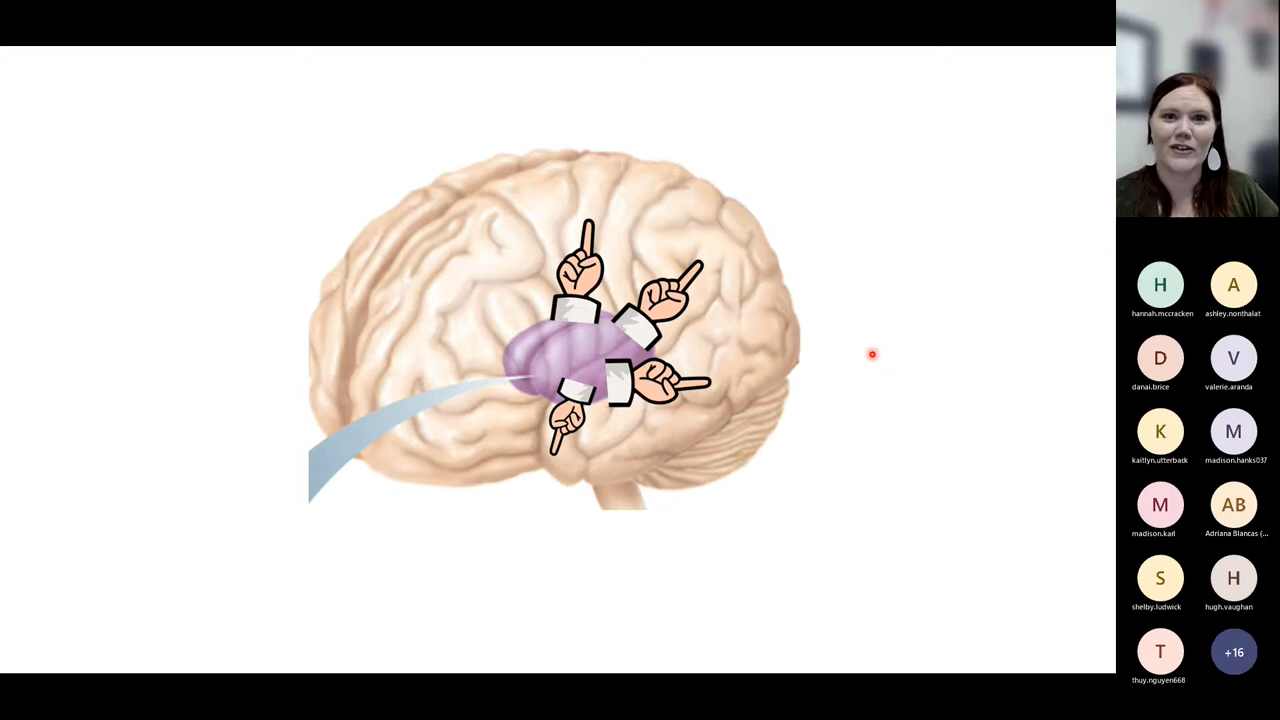 H
A
hannah.mccracken
ashley.nonthalat
D
V
danai.brice
valerie.aranda
K
M
kaitlyn.utterback
madison.hanks037
M
AB
madison.karl
Adriana Blancas (...
S
H
shelby.ludwick
hugh.vaughan
T
+16
thuy.nguyen668